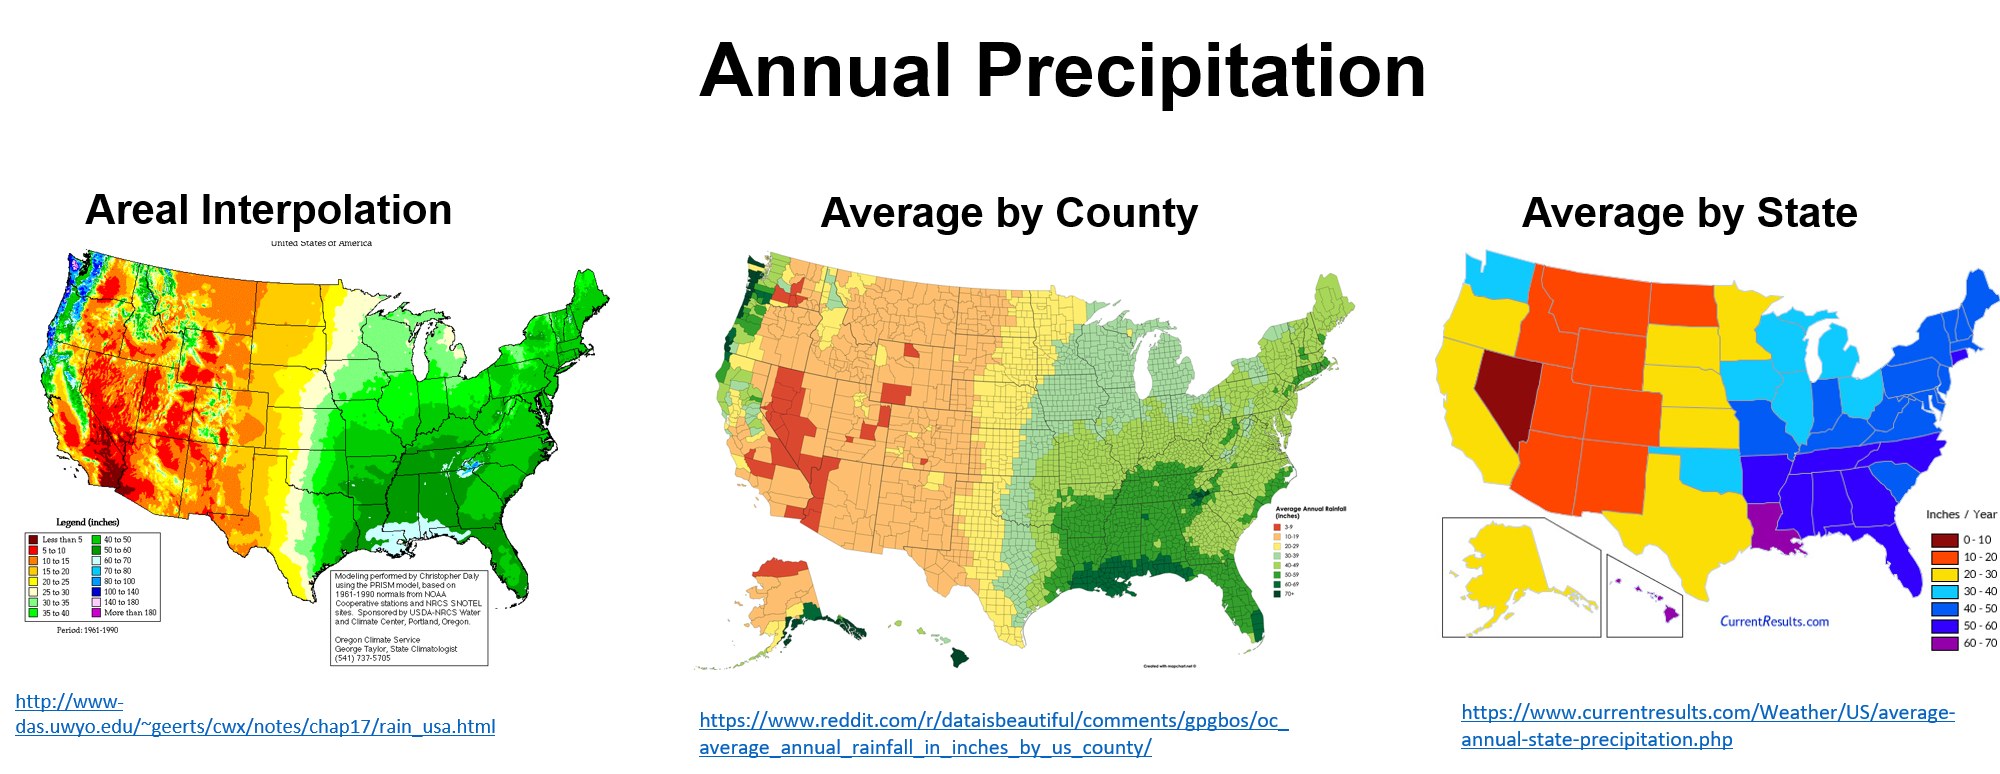 Annual Precipitation
Areal Interpolation
United States of America
Legend (inches)
Less than 5
5 to 10
10 to 15
15 to 20
20 to 25
25 to 30
30 to 35
35 to 40
40 to 50
50 to 60
60 to 70
70 to 80
80 to 100
100 to 140
140 to 180
More than 180
Period: 1961-1990
Modeling performed by Christopher Daly
using the PRISM model, based on
1961-1990 normals from NOAA
Cooperative stations and NRCS SNOTEL
sites. Sponsored by USDA-NRCS Water
and Climate Center, Portland, Oregon.
Oregon Climate Service
George Taylor, State Climatologist
(541) 737-5705
http://www-
das.uwyo.edu/~geerts/cwx/notes/chap17/rain_usa.html
Average by County
Average Annual Rainfall
(inches)
3-9
10-19
20-29
30-39
40-49
50-59
60-69
70+
Created with mapchart.net ©
https://www.reddit.com/r/dataisbeautiful/comments/gpgbos/oc_
average_annual_rainfall_in_inches_by_us_county/
Average by State
Inches / Year
0 - 10
10 - 20
20 - 30
30 - 40
40 - 50
50 - 60
60 - 70
CurrentResults.com
https://www.currentresults.com/Weather/US/average-
annual-state-precipitation.php